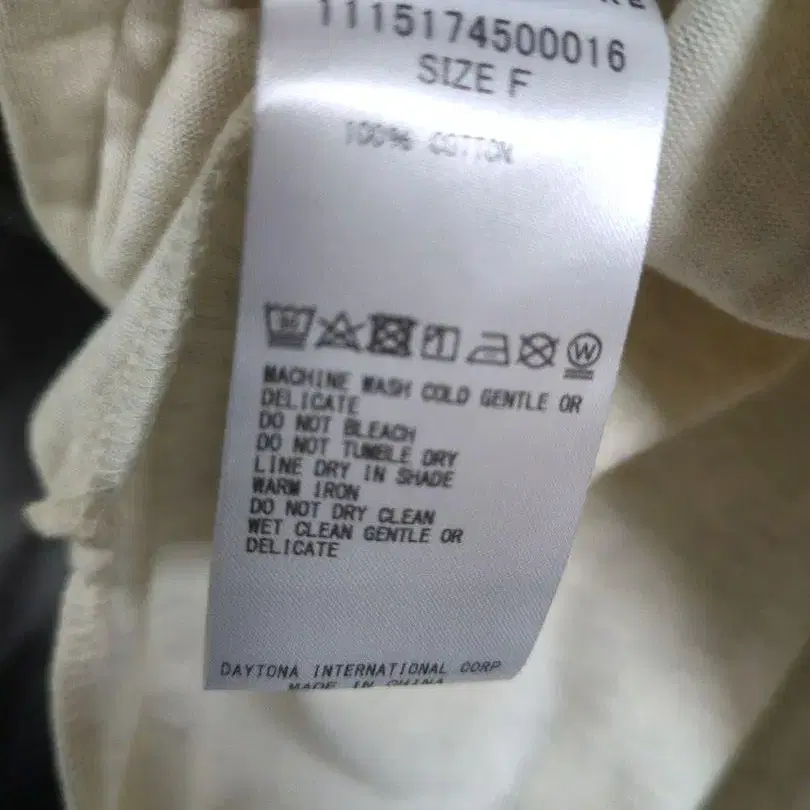 1115174500016
SIZE F
100% COTTON
MACHINE WASH COLD GENTLE OR
DELICATE
DO NOT BLEACH
DO NOT TUMBLE DRY
LINE DRY IN SHADE
WARM IRON
DO NOT DRY CLEAN
WET CLEAN GENTLE OR
DELICATE
DAYTONA INTERNATIONAL CORP
MADE IN CHINA